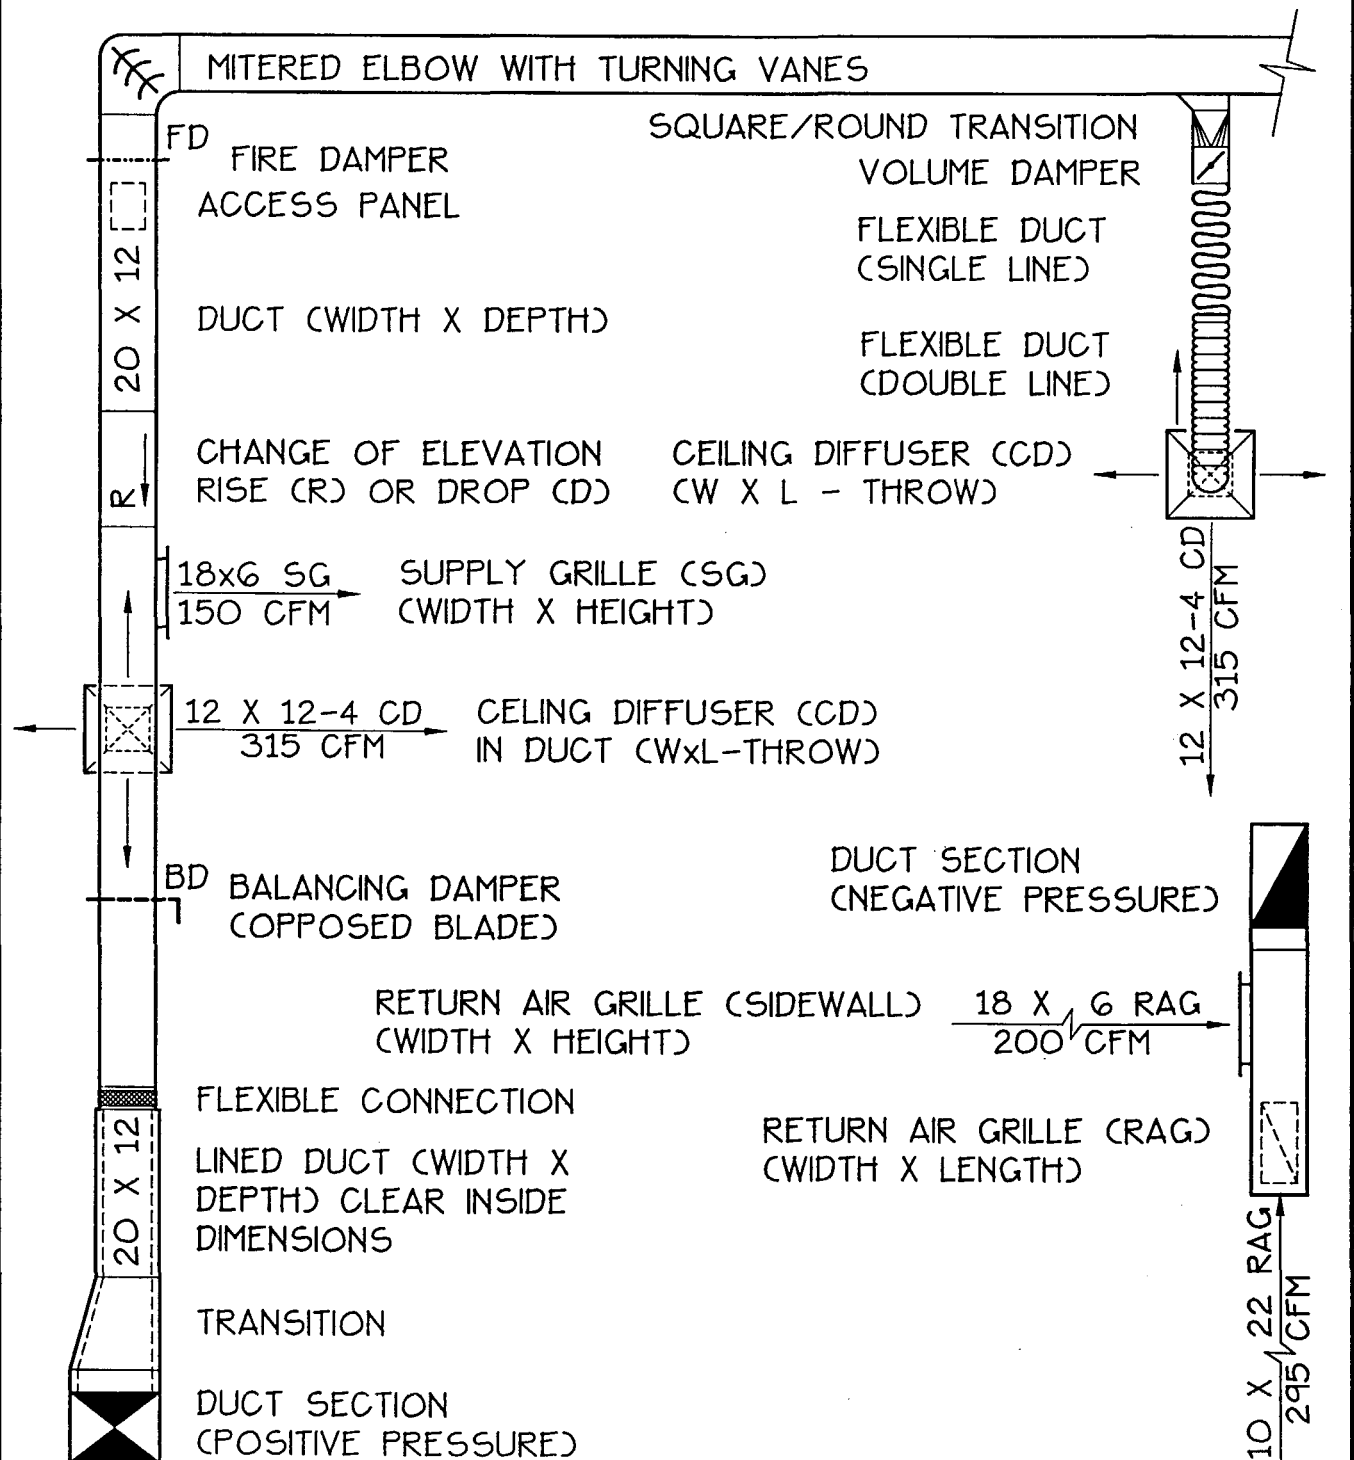 MITERED ELBOW WITH TURNING VANES
SQUARE/ROUND TRANSITION
FD
FIRE DAMPER
VOLUME DAMPER
ACCESS PANEL
FLEXIBLE DUCT
(SINGLE LINE)
20 X 12
DUCT (WIDTH X DEPTH)
FLEXIBLE DUCT
(DOUBLE LINE)
R
CHANGE OF ELEVATION
RISE (R) OR DROP (D)
CEILING DIFFUSER (CD)
(W X L - THROW)
12 X 12-4 CD
315 CFM
18x6 SG
150 CFM
SUPPLY GRILLE (SG)
(WIDTH X HEIGHT)
12 X 12-4 CD
315 CFM
CELING DIFFUSER (CD)
IN DUCT (WxL-THROW)
BD
BALANCING DAMPER
(OPPOSED BLADE)
DUCT SECTION
(NEGATIVE PRESSURE)
RETURN AIR GRILLE (SIDEWALL)
(WIDTH X HEIGHT)
18 X 6 RAG
200 CFM
FLEXIBLE CONNECTION
20 X 12
LINED DUCT (WIDTH X
DEPTH) CLEAR INSIDE
DIMENSIONS
RETURN AIR GRILLE (RAG)
(WIDTH X LENGTH)
10 X 22 RAG
295 CFM
TRANSITION
DUCT SECTION
(POSITIVE PRESSURE)